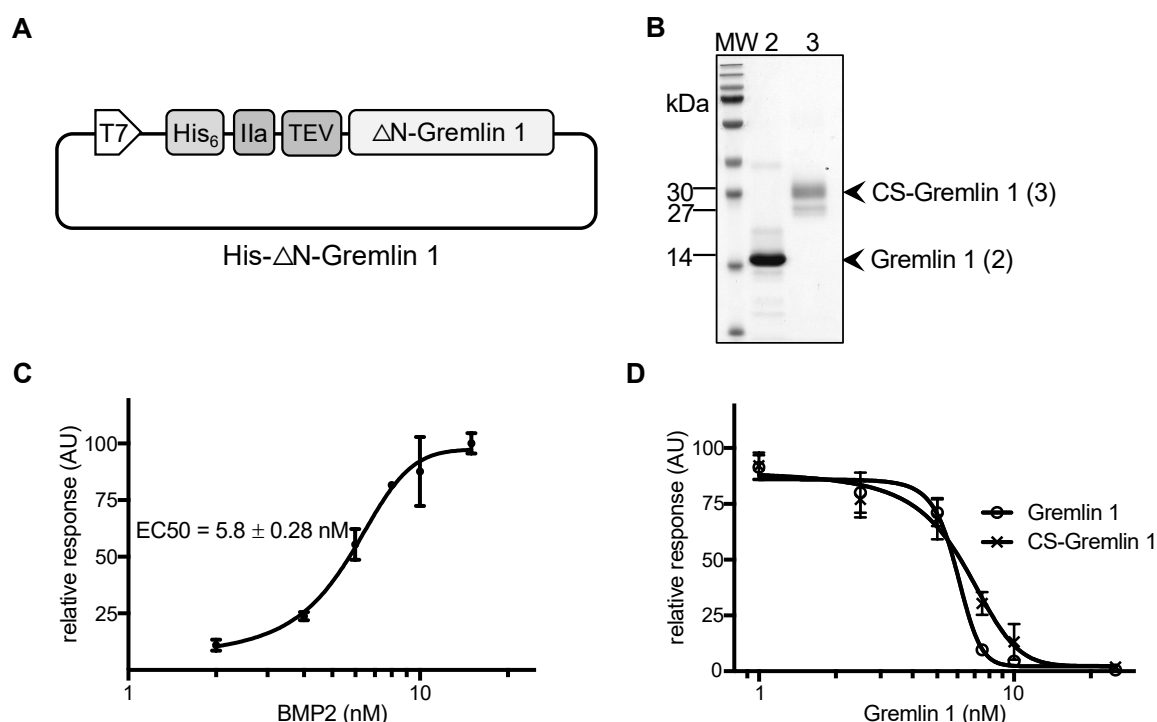 A
T7
His6
IIa
TEV
△N-Gremlin 1
His-△N-Gremlin 1
B
MW 2 3
kDa
30
27
14
CS-Gremlin 1 (3)
Gremlin 1 (2)
C
relative response (AU)
100
75
50
25
EC50 = 5.8 ± 0.28 nM
1
10
BMP2 (nM)
D
relative response (AU)
100
75
50
25
0
Gremlin 1
CS-Gremlin 1
1
10
Gremlin 1 (nM)